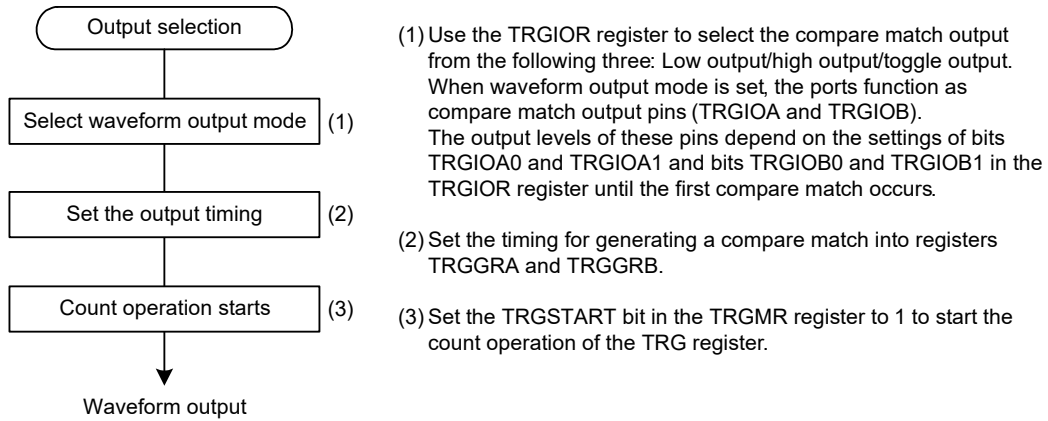 Output selection
Select waveform output mode (1)
Set the output timing (2)
Count operation starts (3)
Waveform output
(1) Use the TRGIOR register to select the compare match output
from the following three: Low output/high output/toggle output.
When waveform output mode is set, the ports function as
compare match output pins (TRGIOA and TRGIOB).
The output levels of these pins depend on the settings of bits
TRGIOA0 and TRGIOA1 and bits TRGIOB0 and TRGIOB1 in the
TRGIOR register until the first compare match occurs.
(2) Set the timing for generating a compare match into registers
TRGGRA and TRGGRB.
(3) Set the TRGSTART bit in the TRGMR register to 1 to start the
count operation of the TRG register.